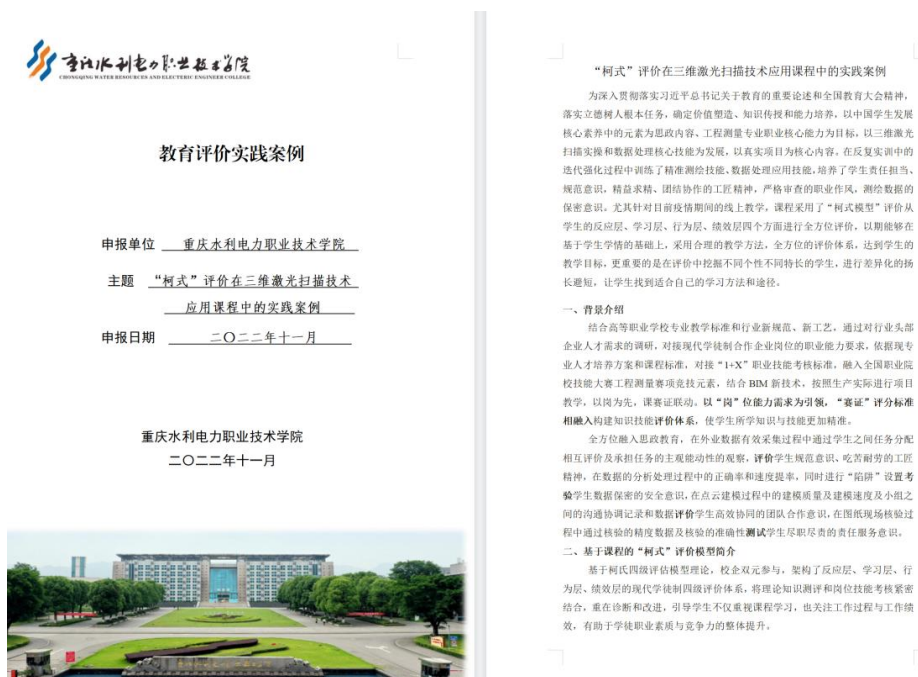 重庆水利电力职业技术学院
CHONGQING WATER RESOURCES AND ELECTERIC ENGINEER COLLEGE
教育评价实践案例
申报单位 重庆水利电力职业技术学院
主题 “柯式”评价在三维激光扫描技术
应用课程中的实践案例
申报日期 二〇二二年十一月
重庆水利电力职业技术学院
二〇二二年十一月
“柯式”评价在三维激光扫描技术应用课程中的实践案例
为深入贯彻落实习近平总书记关于教育的重要论述和全国教育大会精神，
落实立德树人根本任务，确定价值塑造、知识传授和能力培养，以中国学生发展
核心素养中的元素为思政内容、工程测量专业职业核心能力为目标，以三维激光
扫描实操和数据处理核心技能为发展，以真实项目为核心内容，在反复实训中的
迭代强化过程中训练了精准测绘技能、数据处理应用技能，培养了学生责任担当、
规范意识，精益求精、团结协作的工匠精神，严格审查的职业作风，测绘数据的
保密意识。尤其针对目前疫情期间的线上教学，课程采用了“柯式模型”评价从
学生的反应层、学习层、行为层、绩效层四个方面进行全方位评价，以期能够在
基于学生学情的基础上，采用合理的教学方法，全方位的评价体系，达到学生的
教学目标，更重要的是在评价中挖掘不同个性不同特长的学生，进行差异化的扬
长避短，让学生找到适合自己的学习方法和途径。
一、背景介绍
结合高等职业学校专业教学标准和行业新规范、新工艺，通过对行业头部
企业人才需求的调研，对接现代学徒制合作企业岗位的职业能力要求，依据现专
业人才培养方案和课程标准，对接“1+X”职业技能考核标准，融入全国职业院
校技能大赛工程测量赛项竞技元素，结合 BIM 新技术，按照生产实际进行项目
教学，以岗为先，课赛证联动。以“岗”位能力需求为引领，“赛证”评分标准
相融入构建知识技能评价体系，使学生所学知识与技能更加精准。
全方位融入思政教育，在外业数据有效采集过程中通过学生之间任务分配
相互评价及承担任务的主观能动性的观察，评价学生规范意识、吃苦耐劳的工匠
精神，在数据的分析处理过程中的正确率和速度提率，同时进行“陷阱”设置考
验学生数据保密的安全意识，在点云建模过程中的建模质量及建模速度及小组之
间的沟通协调记录和数据评价学生高效协同的团队合作意识，在图纸现场核验过
程中通过核验的精度数据及核验的准确性测试学生尽职尽责的责任服务意识。
二、基于课程的“柯式”评价模型简介
基于柯氏四级评估模型理论，校企双元参与，架构了反应层、学习层、行
为层、绩效层的现代学徒制四级评价体系，将理论知识测评和岗位技能考核紧密
结合，重在诊断和改进，引导学生不仅重视课程学习，也关注工作过程与工作绩
效，有助于学徒职业素质与竞争力的整体提升。
重庆水利电力职业技术学院